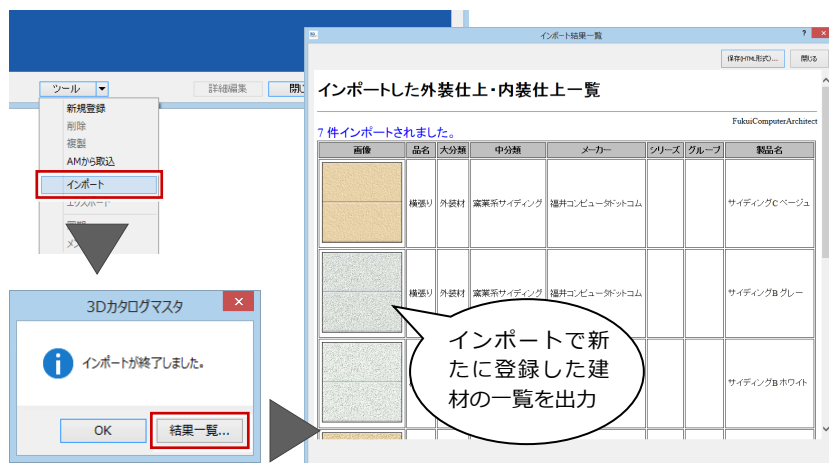 ツール
詳細編集
新規登録
削除
複製
AMから取込
インポート
エクスポート
3Dカタログマスタ
インポートが終了しました。
OK
結果一覧...
インポート結果一覧
?
保存(HTML形式)...
閉じる
インポートした外装仕上・内装仕上一覧
FukuiComputerArchitect
7 件インポートされました。
画像 品名 大分類 中分類 メーカー シリーズ グループ 製品名
横張り 外装材 窯業系サイディング 福井コンピュータドットコム サイディングC ベージュ
横張り 外装材 窯業系サイディング 福井コンピュータドットコム サイディングB グレー
サイディングB ホワイト
インポートで新
たに登録した建
材の一覧を出力